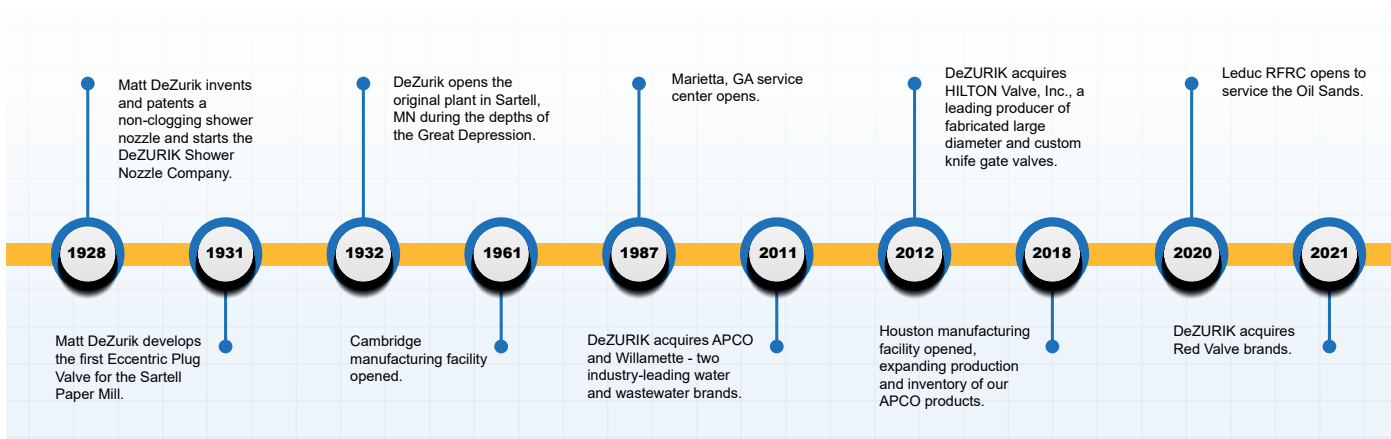 Matt DeZurik invents
and patents a
non-clogging shower
nozzle and starts the
DeZURIK Shower
Nozzle Company.
DeZurik opens the
original plant in Sartell,
MN during the depths of
the Great Depression.
Marietta, GA service
center opens.
DeZURIK acquires
HILTON Valve, Inc., a
leading producer of
fabricated large
diameter and custom
knife gate valves.
Leduc RFRC opens to
service the Oil Sands.
1928
1931
1932
1961
1987
2011
2012
2018
2020
2021
Matt DeZurik develops
the first Eccentric Plug
Valve for the Sartell
Paper Mill.
Cambridge
manufacturing facility
opened.
DeZURIK acquires APCO
and Willamette - two
industry-leading water
and wastewater brands.
Houston manufacturing
facility opened,
expanding production
and inventory of our
APCO products.
DeZURIK acquires
Red Valve brands.